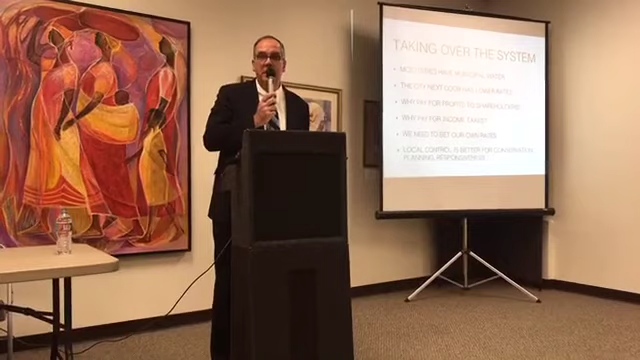 TAKING OVER THE SYSTEM
• MOST CITIES HAVE MUNICIPAL WATER
• THE CITY NEXT DOOR HAS LOWER RATES
• WHY PAY FOR PROFITS TO SHAREHOLDERS?
• WHY PAY FOR INCOME TAXES?
• WE NEED TO SET OUR OWN RATES
• LOCAL CONTROL IS BETTER FOR CONSERVATION,
PLANNING, RESPONSIVENESS